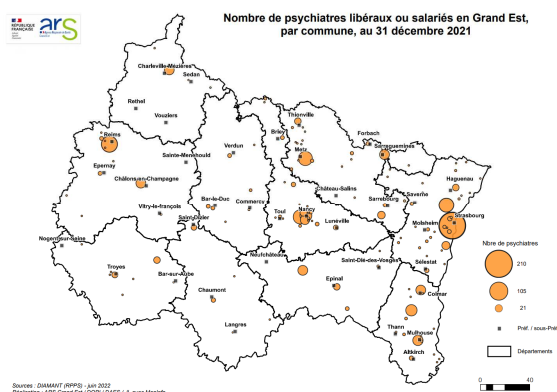 RÉPUBLIQUE
FRANÇAISE
ars
Nombre de psychiatres libéraux ou salariés en Grand Est,
par commune, au 31 décembre 2021
Charleville-Mézières
Sedan
Rethel
Vouziers
Thionville
Forbach
Briey
Sarreguemines
Reims
Verdun
Metz
Sainte-Menehould
Haguenau
Epernay
Châlons-en-Champagne
Château-Salins
Saverne
Bar-le-Duc
Nancy
Sarrebourg
Strasbourg
Vitry-le-françois
Commercy
Toul
Molsheim
Saint-Dizier
Lunéville
Nogent-sur-Seine
Neufchâteau
Saint-Dié-des-Vosges
Sélestat
Troyes
Bar-sur-Aube
Epinal
Colmar
Chaumont
Langres
Thann
Mulhouse
Altkirch
Nbre de psychiatres
210
105
21
Préf. / sous-Pré
Départements
0
40
Sources : DIAMANT (RPPS) - juin 2022